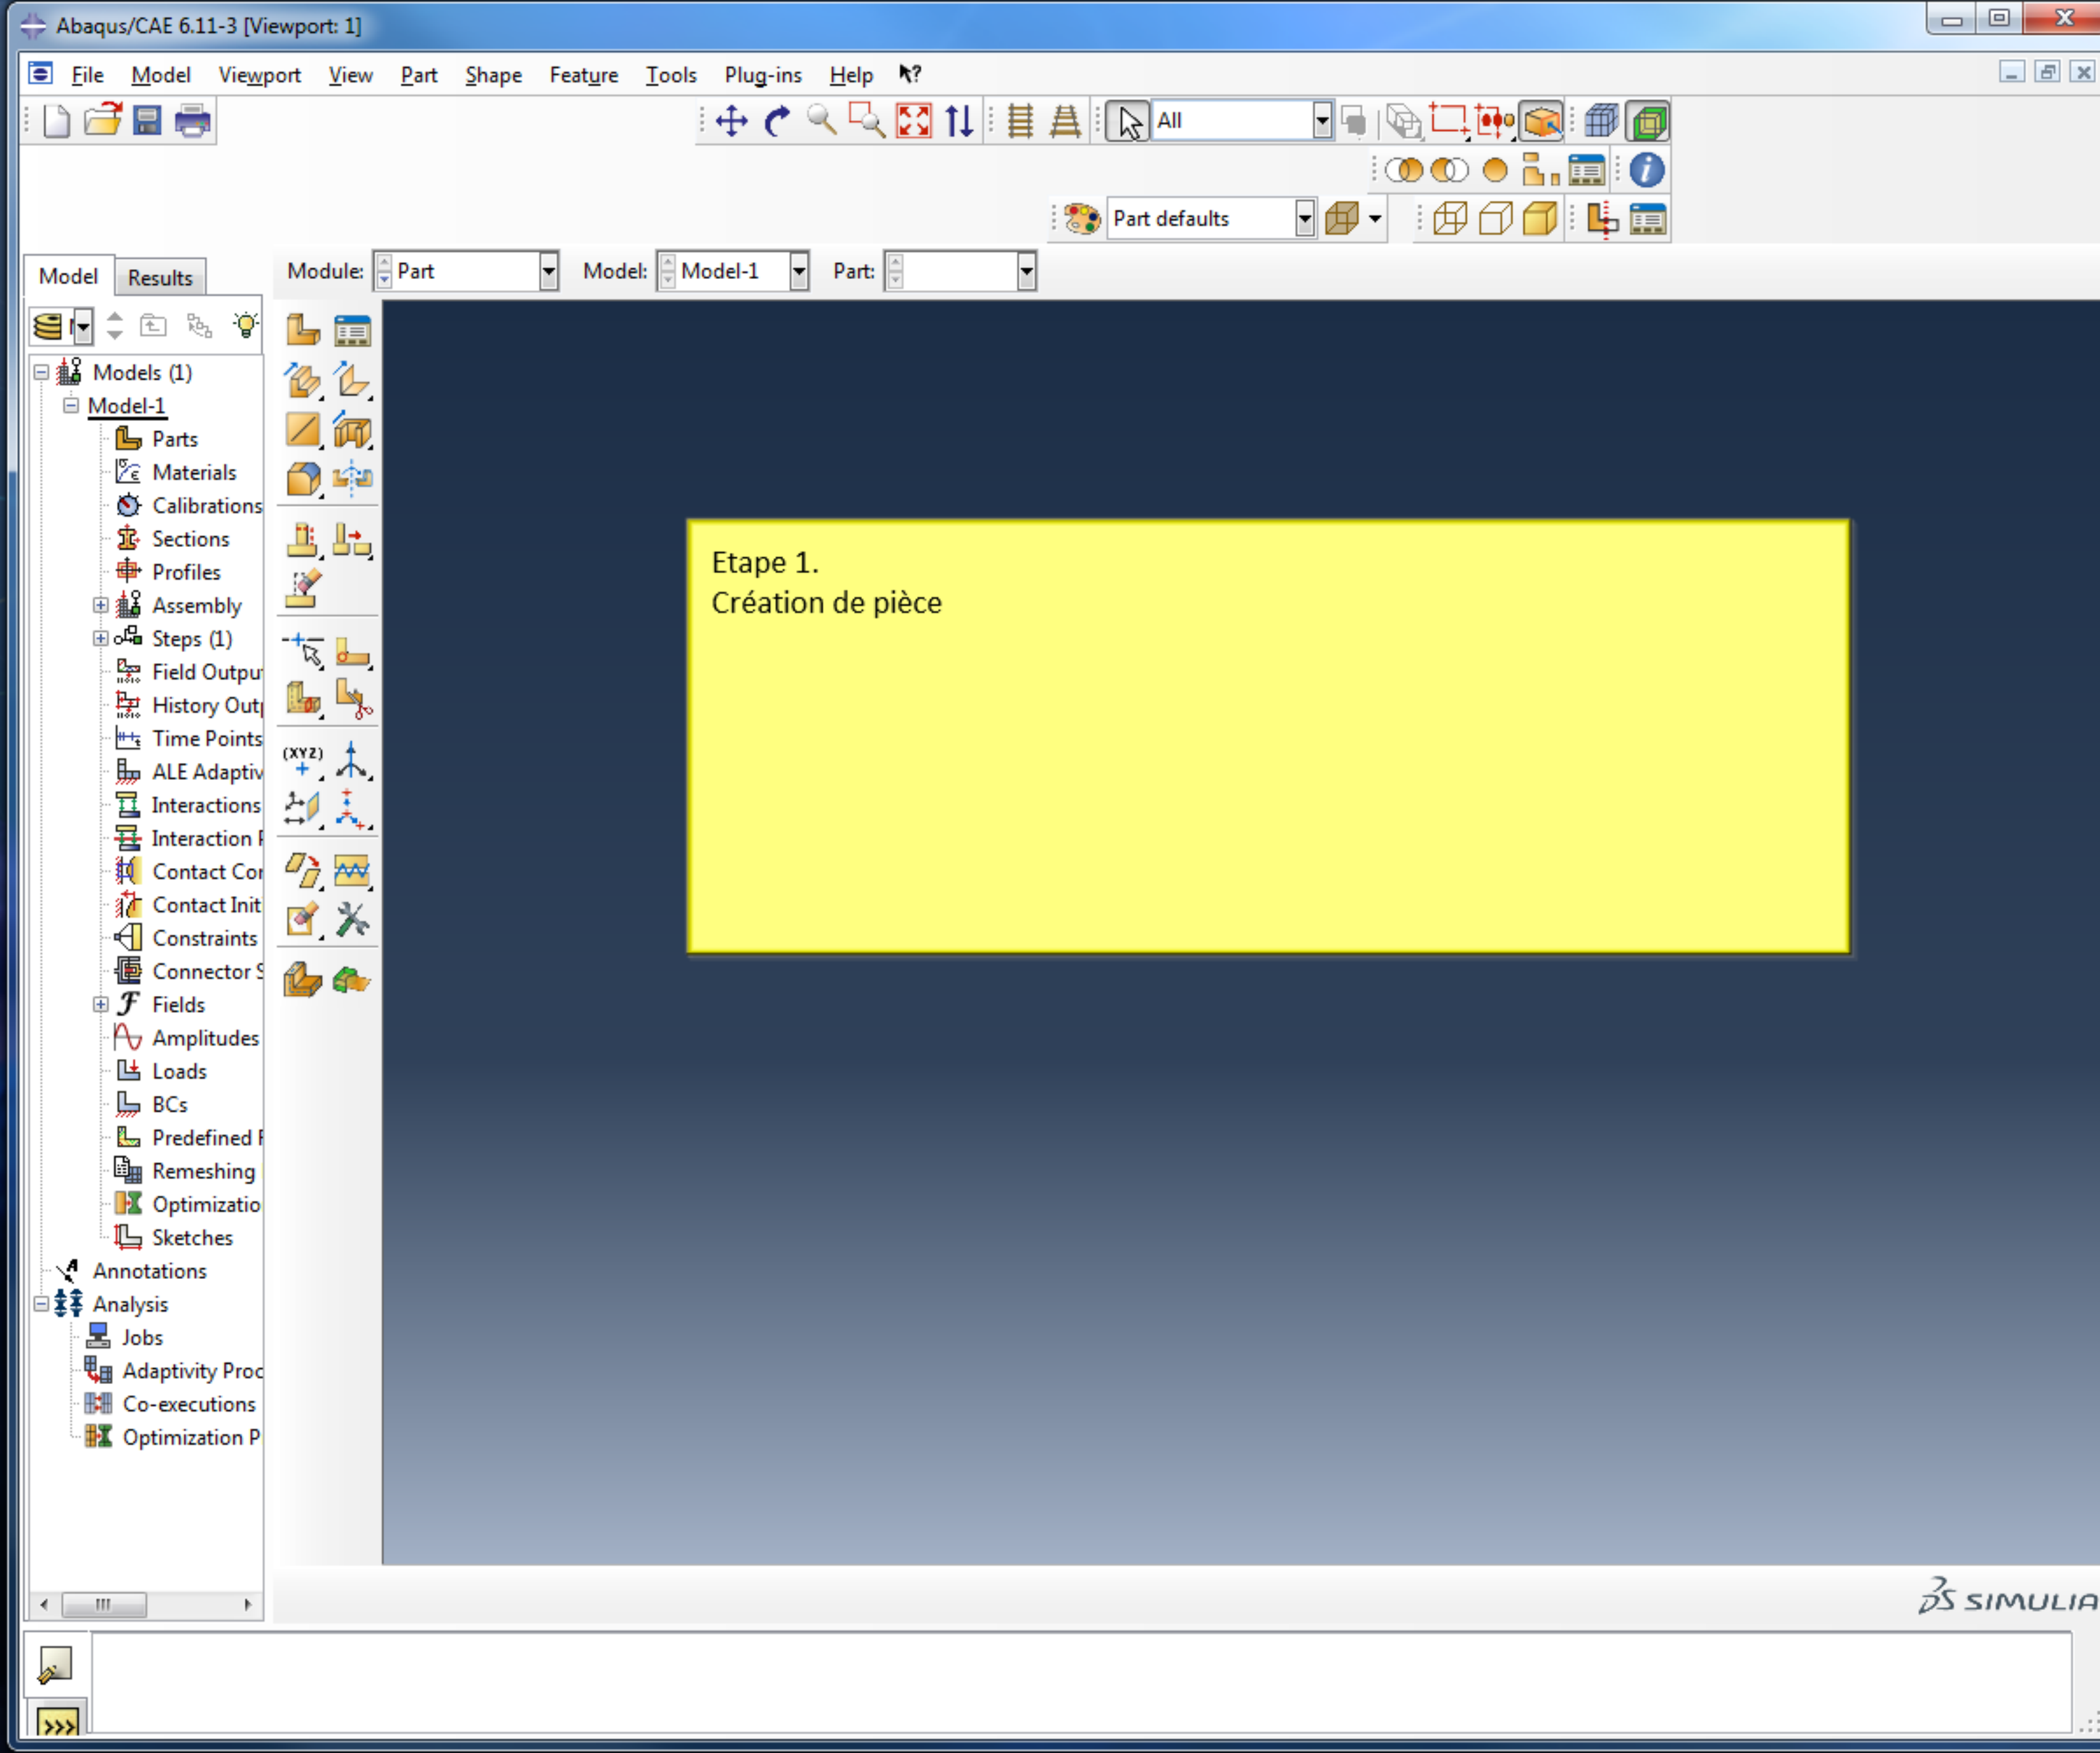 Abaqus/CAE 6.11-3 [Viewport: 1]
File Model Viewport View Part Shape Feature Tools Plug-ins Help
All
Part defaults
Model Results
Module: Part Model: Model-1 Part:
Models (1)
Model-1
Parts
Materials
Calibrations
Sections
Profiles
Assembly
Steps (1)
Field Outpu
History Out
Time Points
ALE Adaptiv
Interactions
Interaction
Contact Co
Contact Init
Constraints
Connector
Fields
Amplitudes
Loads
BCs
Predefined
Remeshing
Optimizatio
Sketches
Annotations
Analysis
Jobs
Adaptivity Proc
Co-executions
Optimization P
(XYZ)
Etape 1.
Création de pièce
SIMULIA
>>>